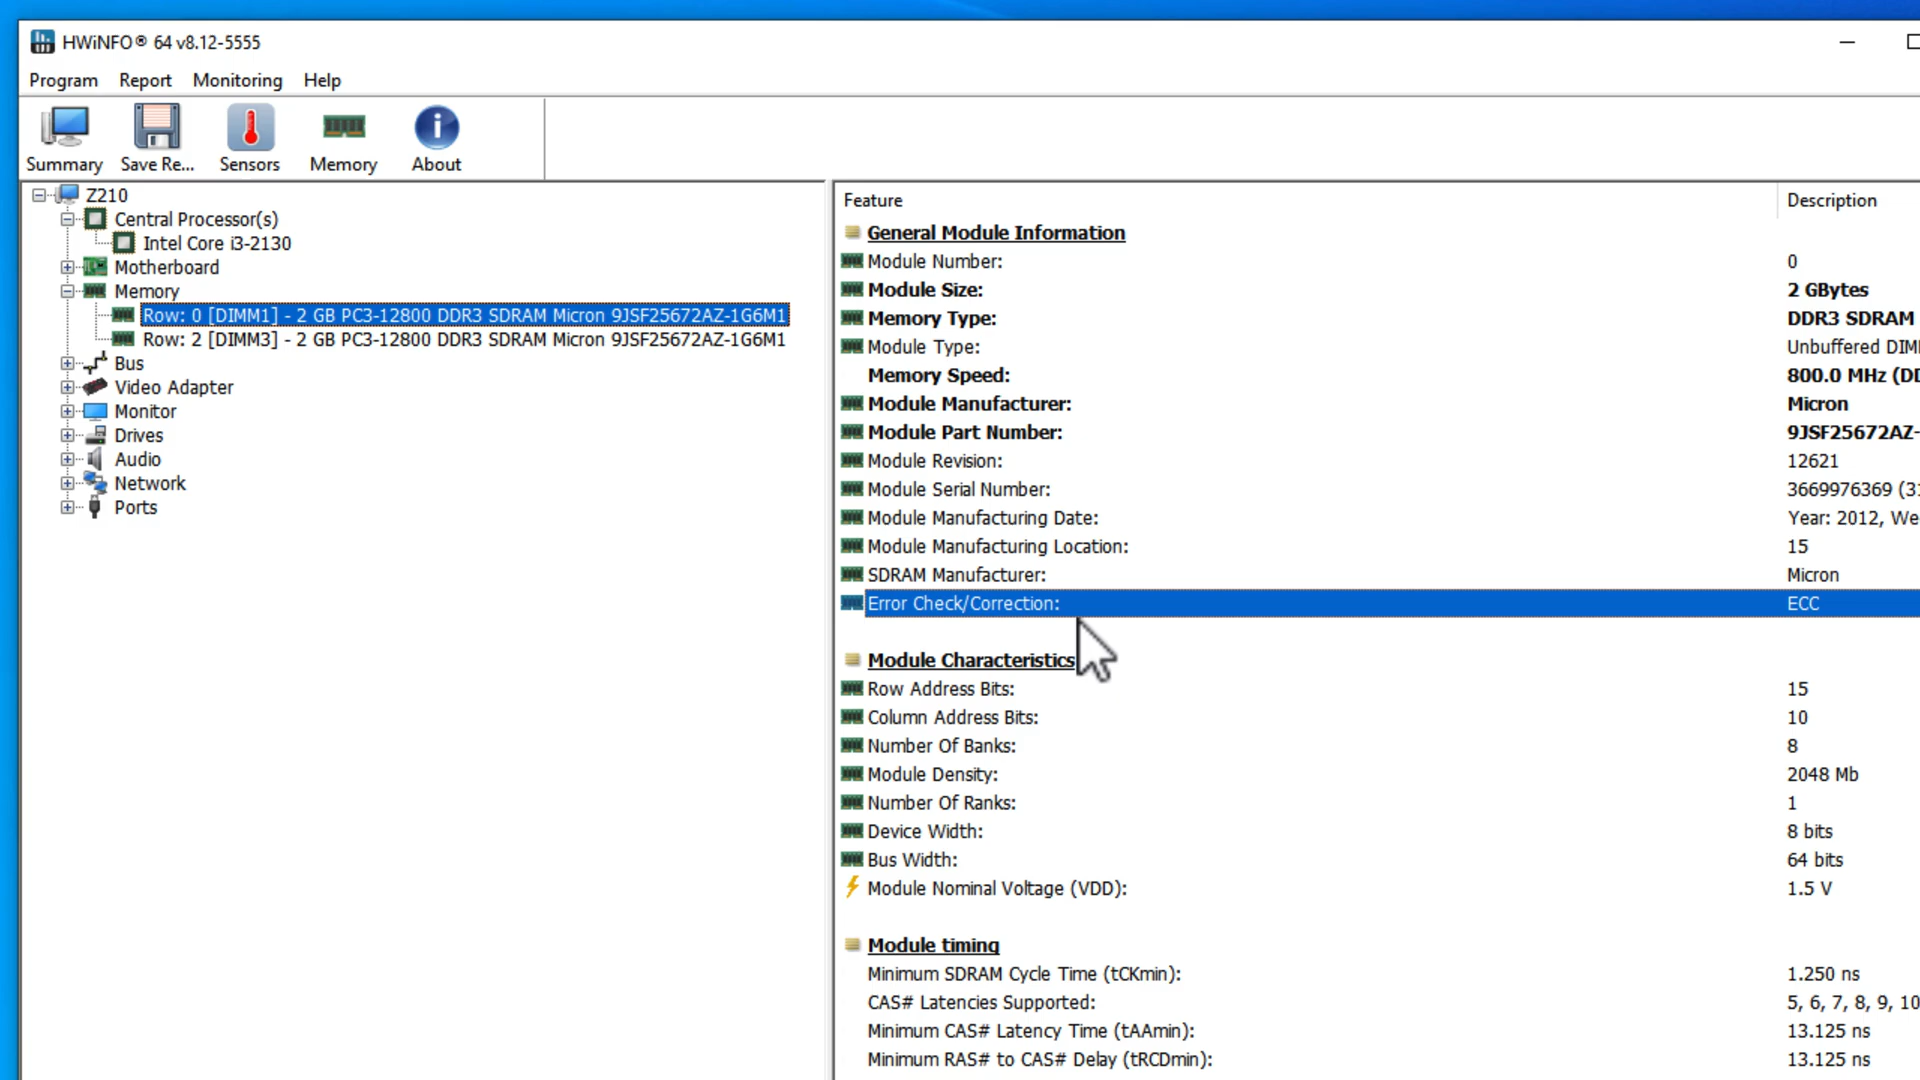 HWiNFO® 64 v8.12-5555
Program Report Monitoring Help
Summary Save Re... Sensors Memory About
Z210
Central Processor(s)
Intel Core i3-2130
Motherboard
Memory
Row: 0 [DIMM1] - 2 GB PC3-12800 DDR3 SDRAM Micron 9JSF25672AZ-1G6M1
Row: 2 [DIMM3] - 2 GB PC3-12800 DDR3 SDRAM Micron 9JSF25672AZ-1G6M1
Bus
Video Adapter
Monitor
Drives
Audio
Network
Ports
Feature Description
General Module Information
Module Number: 0
Module Size: 2 GBytes
Memory Type: DDR3 SDRAM
Module Type: Unbuffered DIM
Memory Speed: 800.0 MHz (DD
Module Manufacturer: Micron
Module Part Number: 9JSF25672AZ-
Module Revision: 12621
Module Serial Number: 3669976369 (31
Module Manufacturing Date: Year: 2012, We
Module Manufacturing Location: 15
SDRAM Manufacturer: Micron
Error Check/Correction: ECC
Module Characteristics
Row Address Bits: 15
Column Address Bits: 10
Number Of Banks: 8
Module Density: 2048 Mb
Number Of Ranks: 1
Device Width: 8 bits
Bus Width: 64 bits
Module Nominal Voltage (VDD): 1.5 V
Module timing
Minimum SDRAM Cycle Time (tCKmin): 1.250 ns
CAS# Latencies Supported: 5, 6, 7, 8, 9, 10
Minimum CAS# Latency Time (tAAmin): 13.125 ns
Minimum RAS# to CAS# Delay (tRCDmin): 13.125 ns